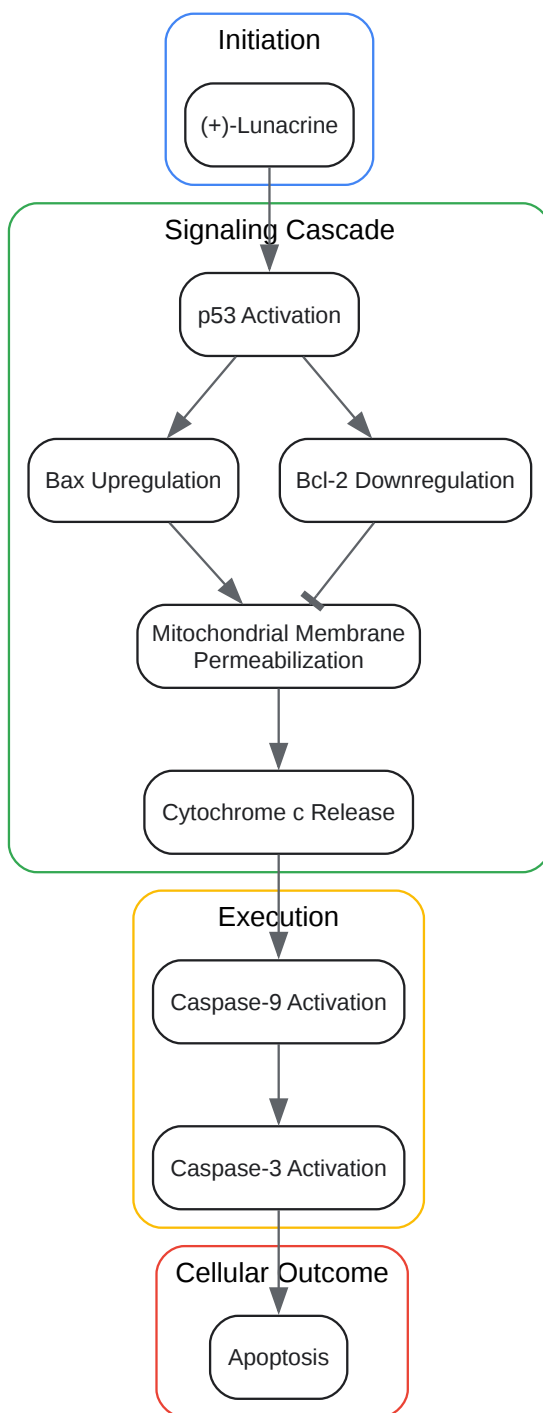 Initiation
(+)-Lunacrine
Signaling Cascade
p53 Activation
Bax Upregulation
Bcl-2 Downregulation
Mitochondrial Membrane
Permeabilization
Cytochrome c Release
Execution
Caspase-9 Activation
Caspase-3 Activation
Cellular Outcome
Apoptosis